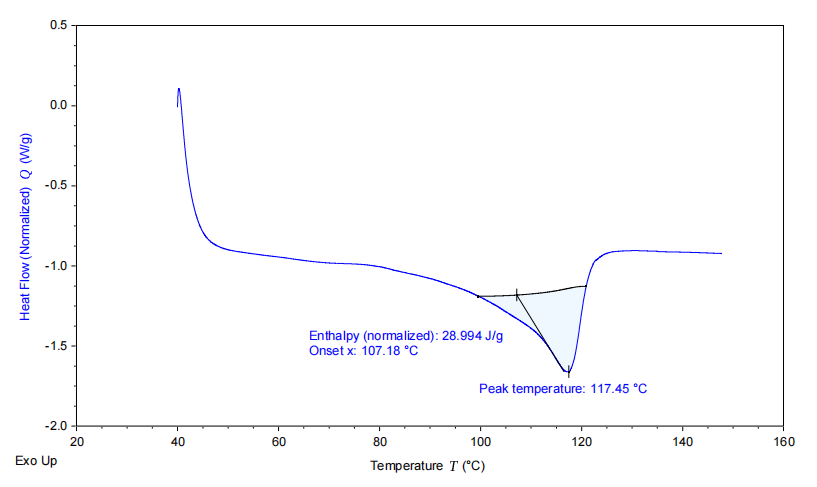 0.5
0.0
-0.5
-1.0
-1.5
-2.0
Heat Flow (Normalized) Q (W/g)
Enthalpy (normalized): 28.994 J/g
Onset x: 107.18 °C
Peak temperature: 117.45 °C
20 40 60 80 100 120 140 160
Exo Up
Temperature T (°C)